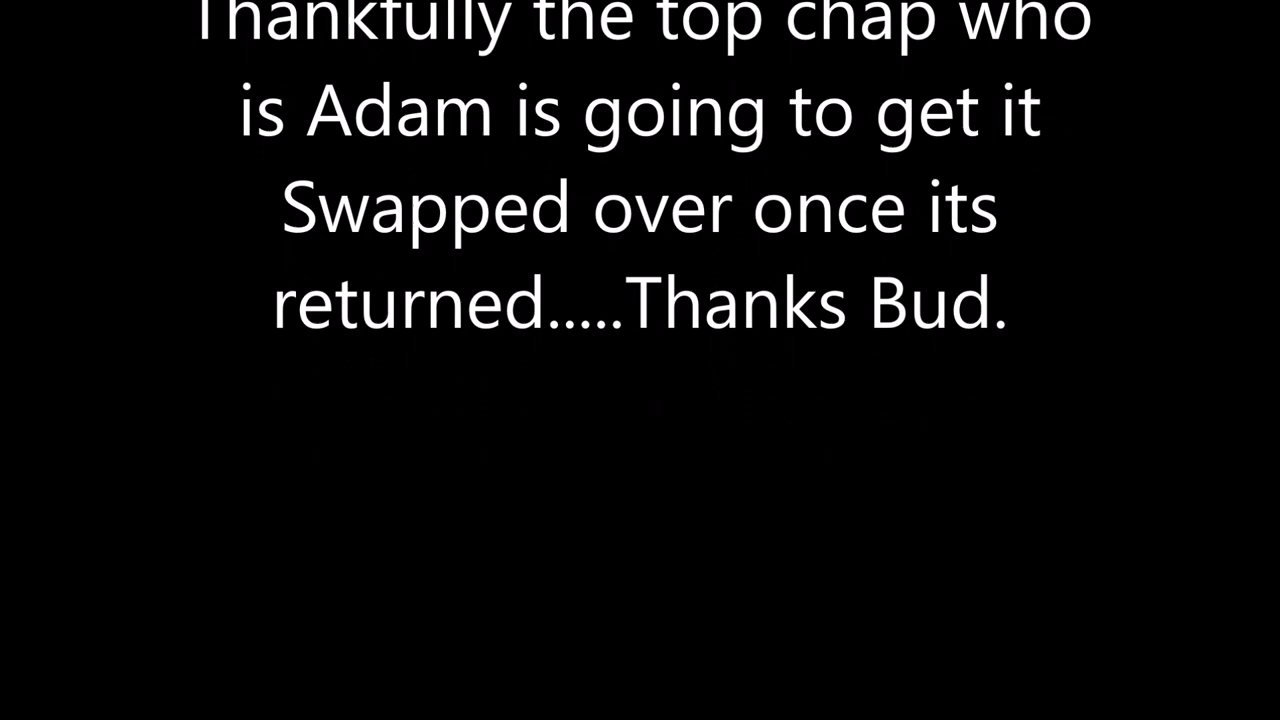 Thankfully the top chap who
is Adam is going to get it
Swapped over once its
returned.....Thanks Bud.